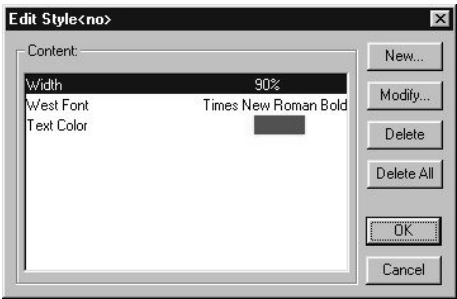 Edit Style<no>
Content:
New...
Width 90%
West Font Times New Roman Bold
Modify...
Text Color
Delete
Delete All
OK
Cancel